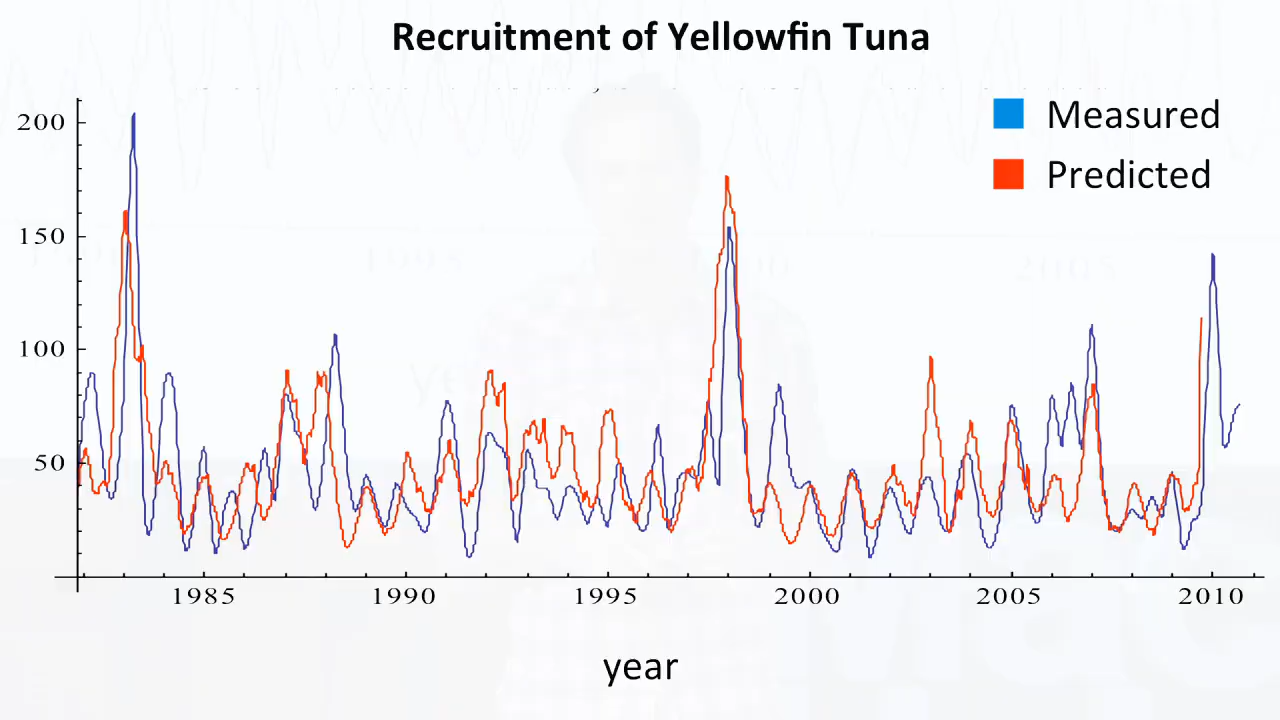 Recruitment of Yellowfin Tuna
Measured
Predicted
200
150
100
50
1985 1990 1995 2000 2005 2010
year